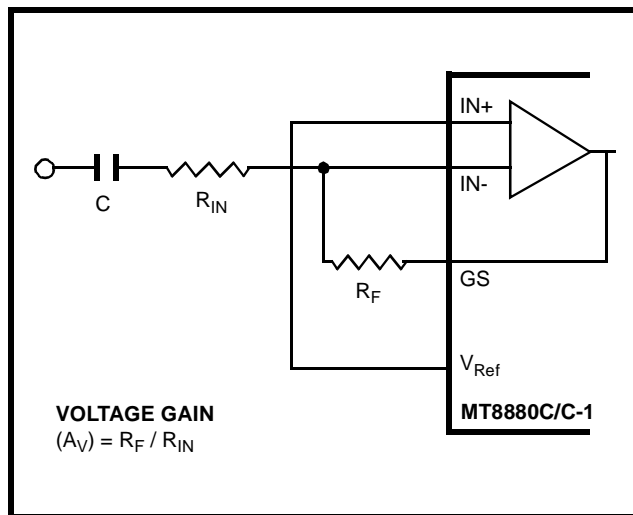 IN+
IN-
C
R_IN
R_F
GS
V_Ref
MT8880C/C-1
VOLTAGE GAIN
(A_V) = R_F / R_IN